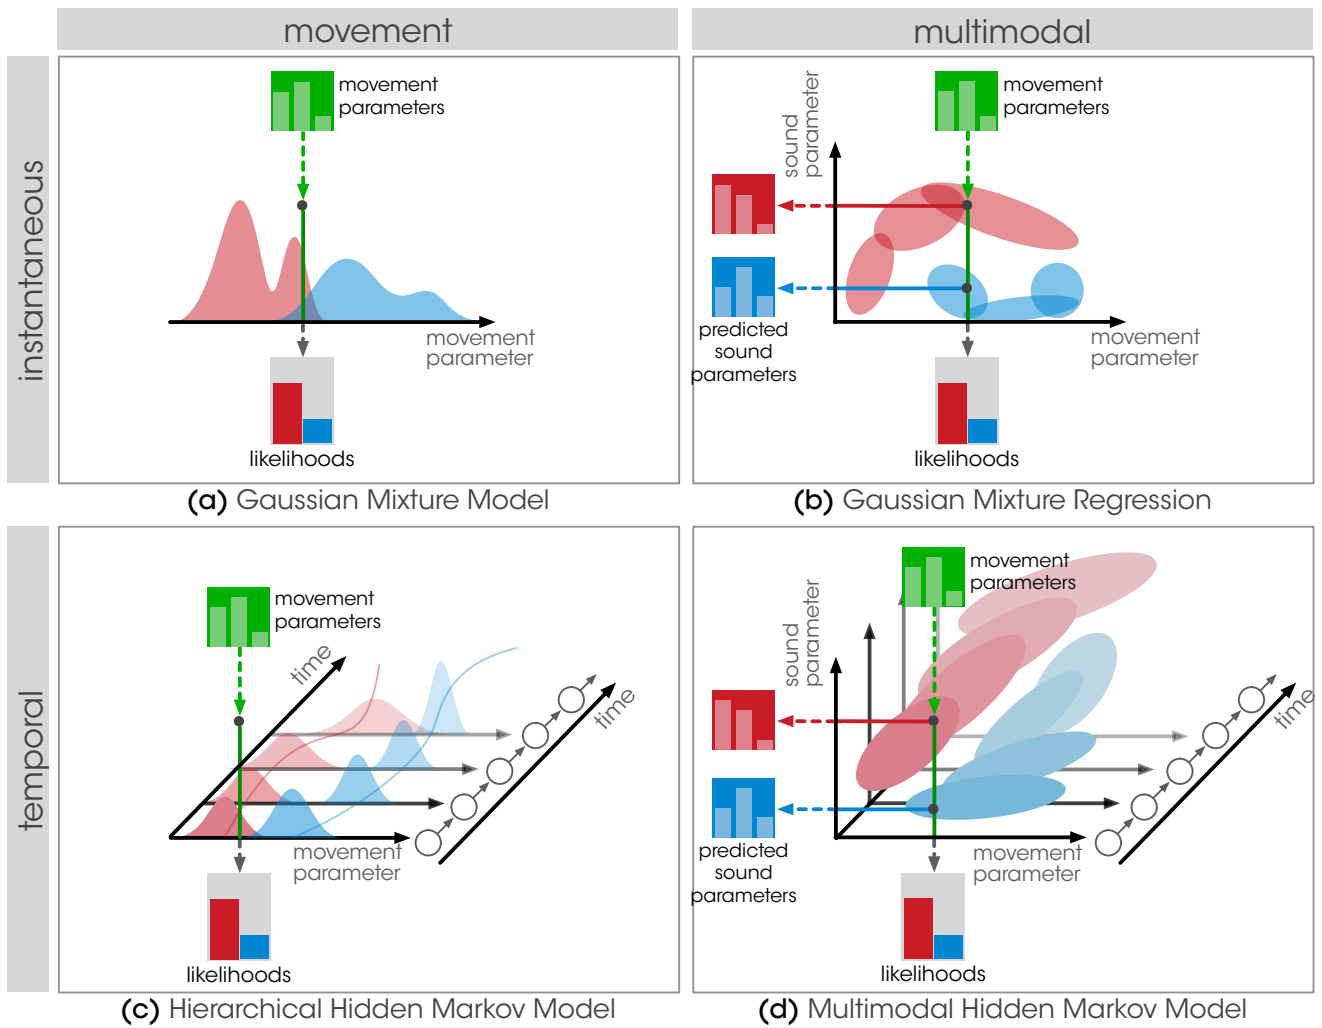 movement
multimodal
instantaneous
movement
parameters
movement
parameter
likelihoods
(a) Gaussian Mixture Model
sound
parameter
movement
parameters
predicted
sound
parameters
movement
parameter
likelihoods
(b) Gaussian Mixture Regression
temporal
movement
parameters
time
time
movement
parameter
likelihoods
(c) Hierarchical Hidden Markov Model
sound
parameter
movement
parameters
time
predicted
sound
parameters
movement
parameter
likelihoods
(d) Multimodal Hidden Markov Model